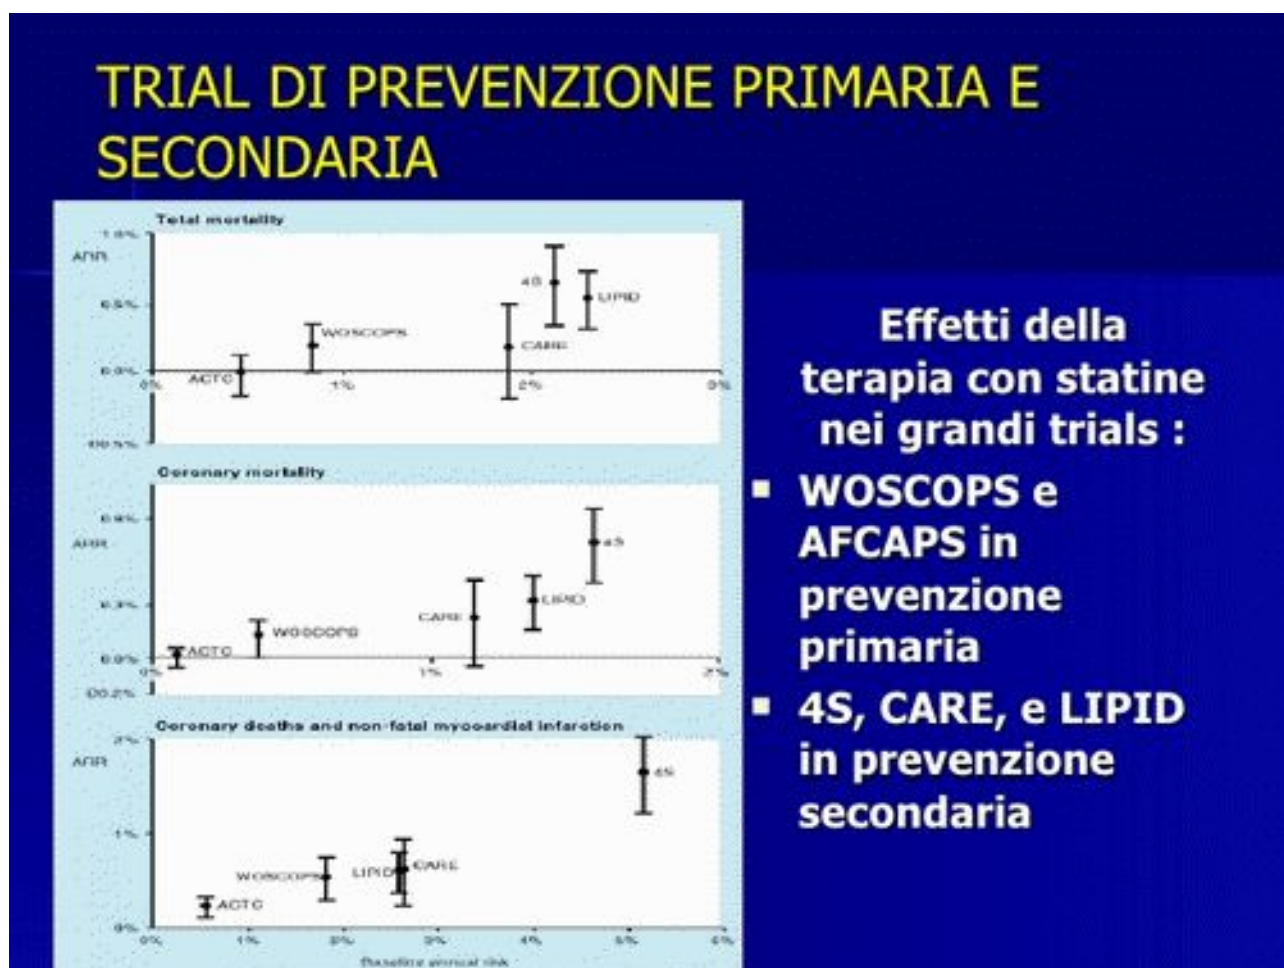 TRIAL DI PREVENZIONE PRIMARIA E
SECONDARIA
Total mortality
1.0%
ARR
0.5%
0.0%
0% 1% 2% 3%
ACTC
WOSCOPS
CARE
4S
LIPID
Coronary mortality
ARR
0.3%
0.0%
0% 1% 2%
ACTC
WOSCOPS
CARE
LIPID
4S
Coronary deaths and non-fatal myocardial infarction
2%
ARR
1%
0%
0% 1% 2% 3% 4% 5% 6%
ACTC
WOSCOPS
LIPID
CARE
4S
Baseline annual risk
Effetti della
terapia con statine
nei grandi trials :
WOSCOPS e
AFCAPS in
prevenzione
primaria
4S, CARE, e LIPID
in prevenzione
secondaria